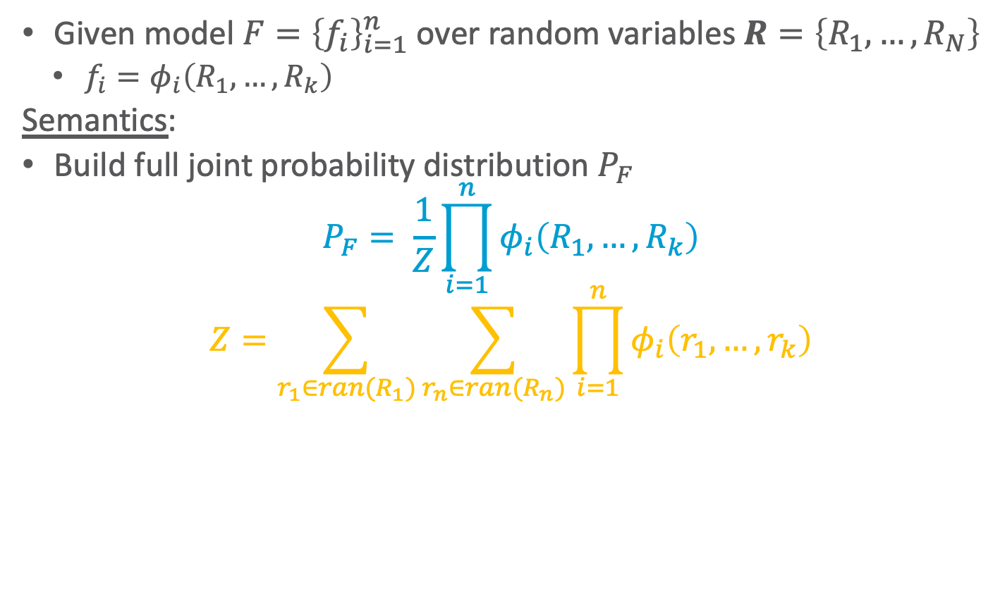 • Given model F = {f_i}_{i=1}^n over random variables R = {R_1, … , R_N}
• f_i = ϕ_i(R_1, … , R_k)
Semantics:
• Build full joint probability distribution P_F
P_F = \frac{1}{Z} ∏_{i=1}^n ϕ_i(R_1, … , R_k)
Z = ∑_{r_1∈ran(R_1)} ∑_{r_n∈ran(R_n)} ∏_{i=1}^n ϕ_i(r_1, … , r_k)